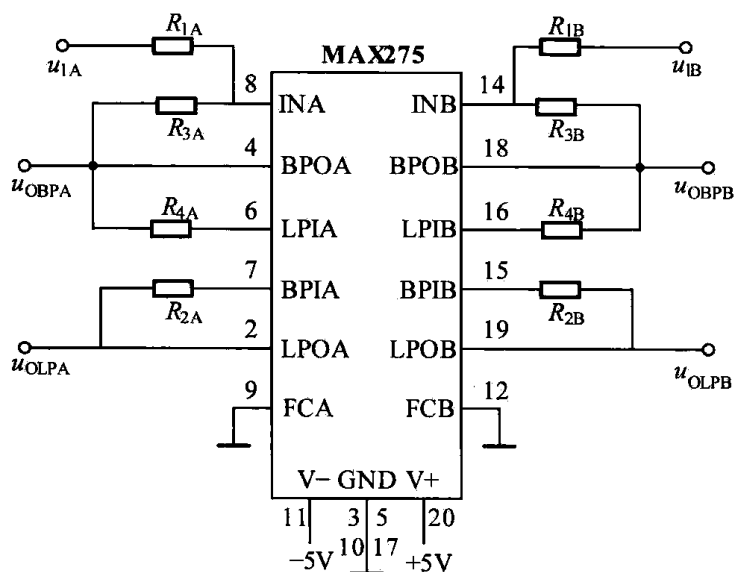 R1A
R1B
MAX275
u1A
8
14
uIB
INA
INB
R3A
R3B
4
18
BPOA
BPOB
uOBPA
uOBPB
R4A
6
16
R4B
LPIA
LPIB
7
15
BPIA
BPIB
R2A
R2B
2
19
LPOA
LPOB
uOLPA
uOLPB
9
12
FCA
FCB
V− GND V+
11
3
5
20
−5V
10
17
+5V